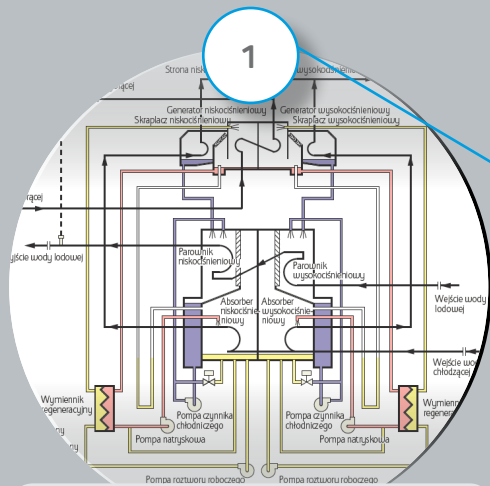 1
Strona
Generator niskociśnieniowy
Skraplacz niskociśnieniowy
Generator wysokociśnieniowy
Skraplacz wysokociśnieniowy
wody lodowej
Parownik
niskociśnieniowy
Parownik
wysokociśnieniowy
Wejście wody
lodowej
Absorber
niskociśnie-
niowy
Absorber
wysokociśnie-
niowy
Wejście
chłodzącej
Wymiennik
regeneracyjny
Pompa czynnika
chłodniczego
Pompa czynnika
chłodniczego
Pompa natryskowa
Pompa natryskowa
Pompa roztworu roboczego
Pompa roztworu roboczego